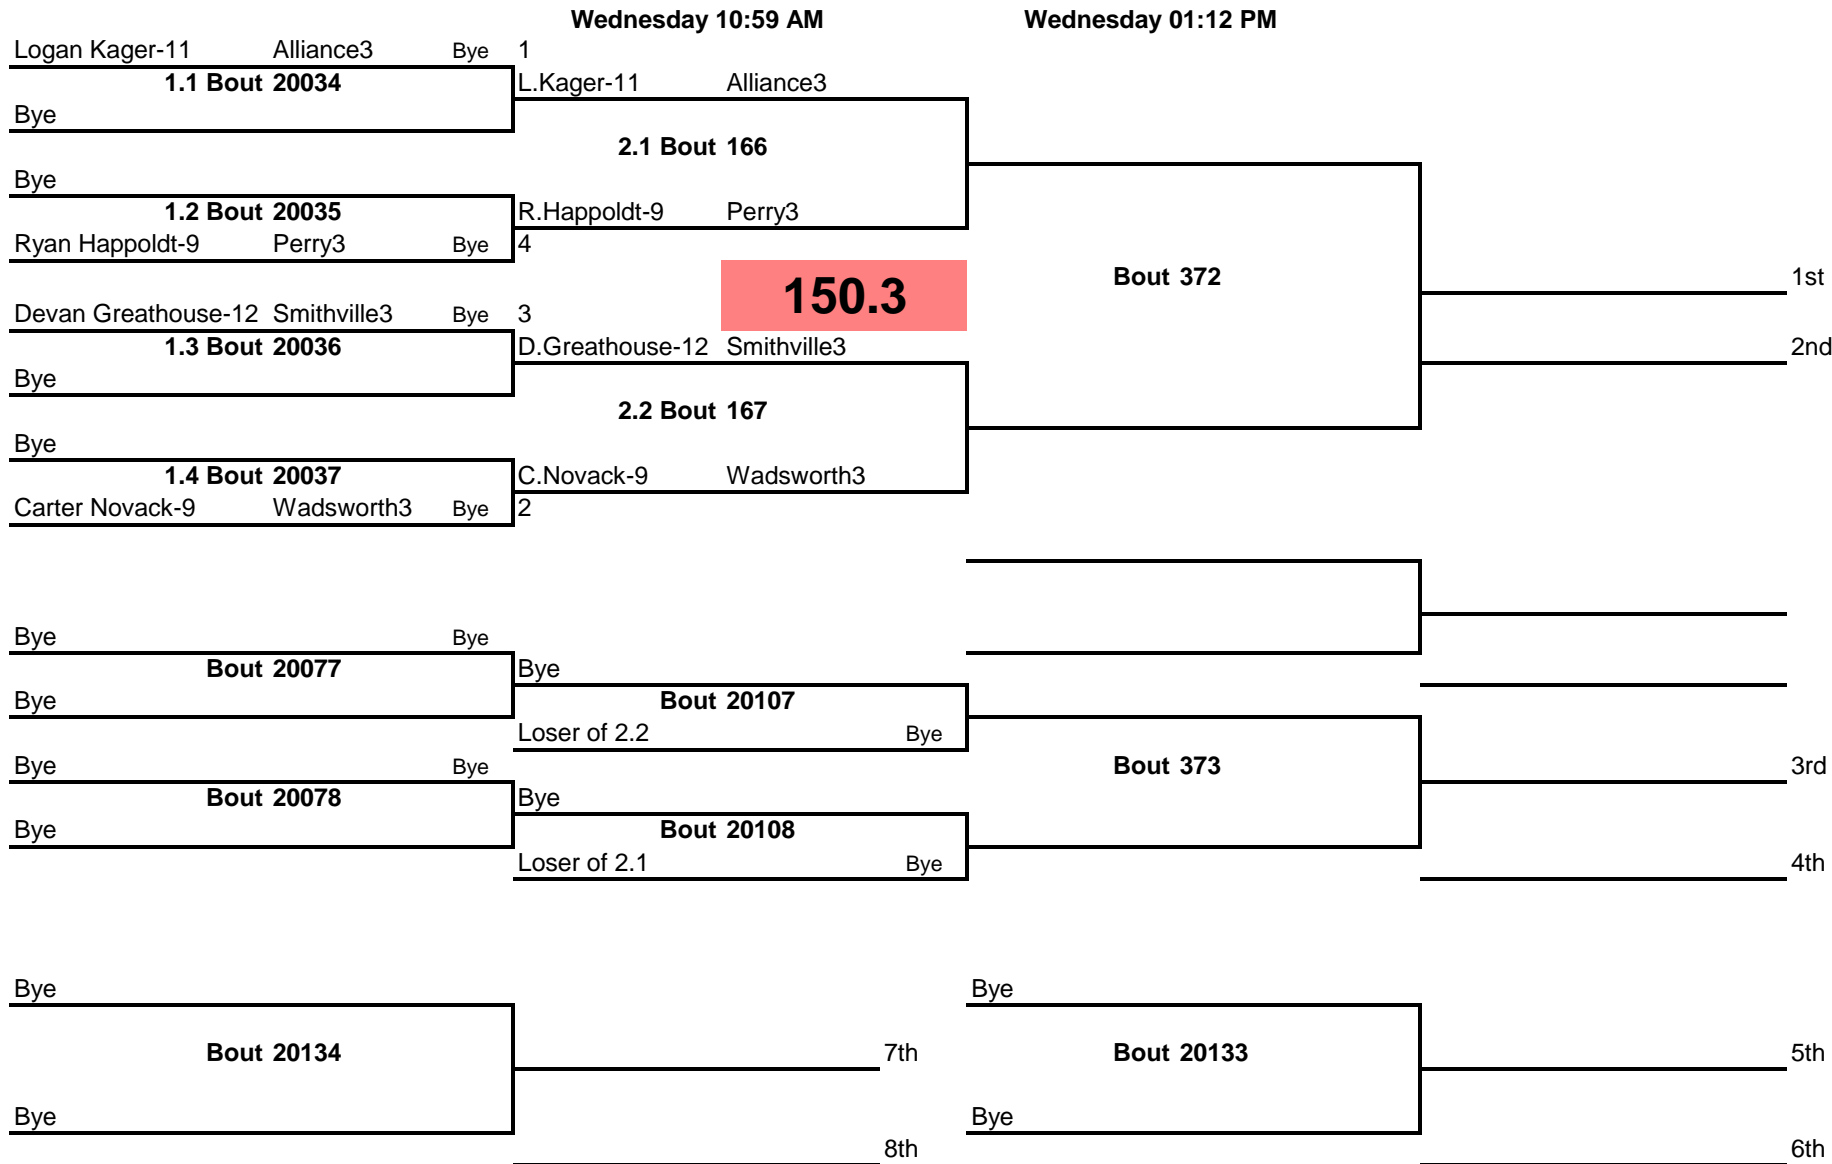 Wednesday 10:59 AM Wednesday 01:12 PM
Logan Kager-11 Alliance3 Bye 1
1.1 Bout 20034 L.Kager-11 Alliance3
Bye
2.1 Bout 166
Bye
1.2 Bout 20035 R.Happoldt-9 Perry3
Ryan Happoldt-9 Perry3 Bye 4
150.3 Bout 372 1st
Devan Greathouse-12 Smithville3 Bye 3
1.3 Bout 20036 D.Greathouse-12 Smithville3 2nd
Bye
2.2 Bout 167
Bye
1.4 Bout 20037 C.Novack-9 Wadsworth3
Carter Novack-9 Wadsworth3 Bye 2
Bye Bye
Bout 20077 Bye
Bye Bout 20107
Loser of 2.2 Bye
Bye Bye Bout 373 3rd
Bout 20078 Bye
Bye Bout 20108
Loser of 2.1 Bye 4th
Bye Bye
Bout 20134 7th Bout 20133 5th
Bye Bye
8th 6th